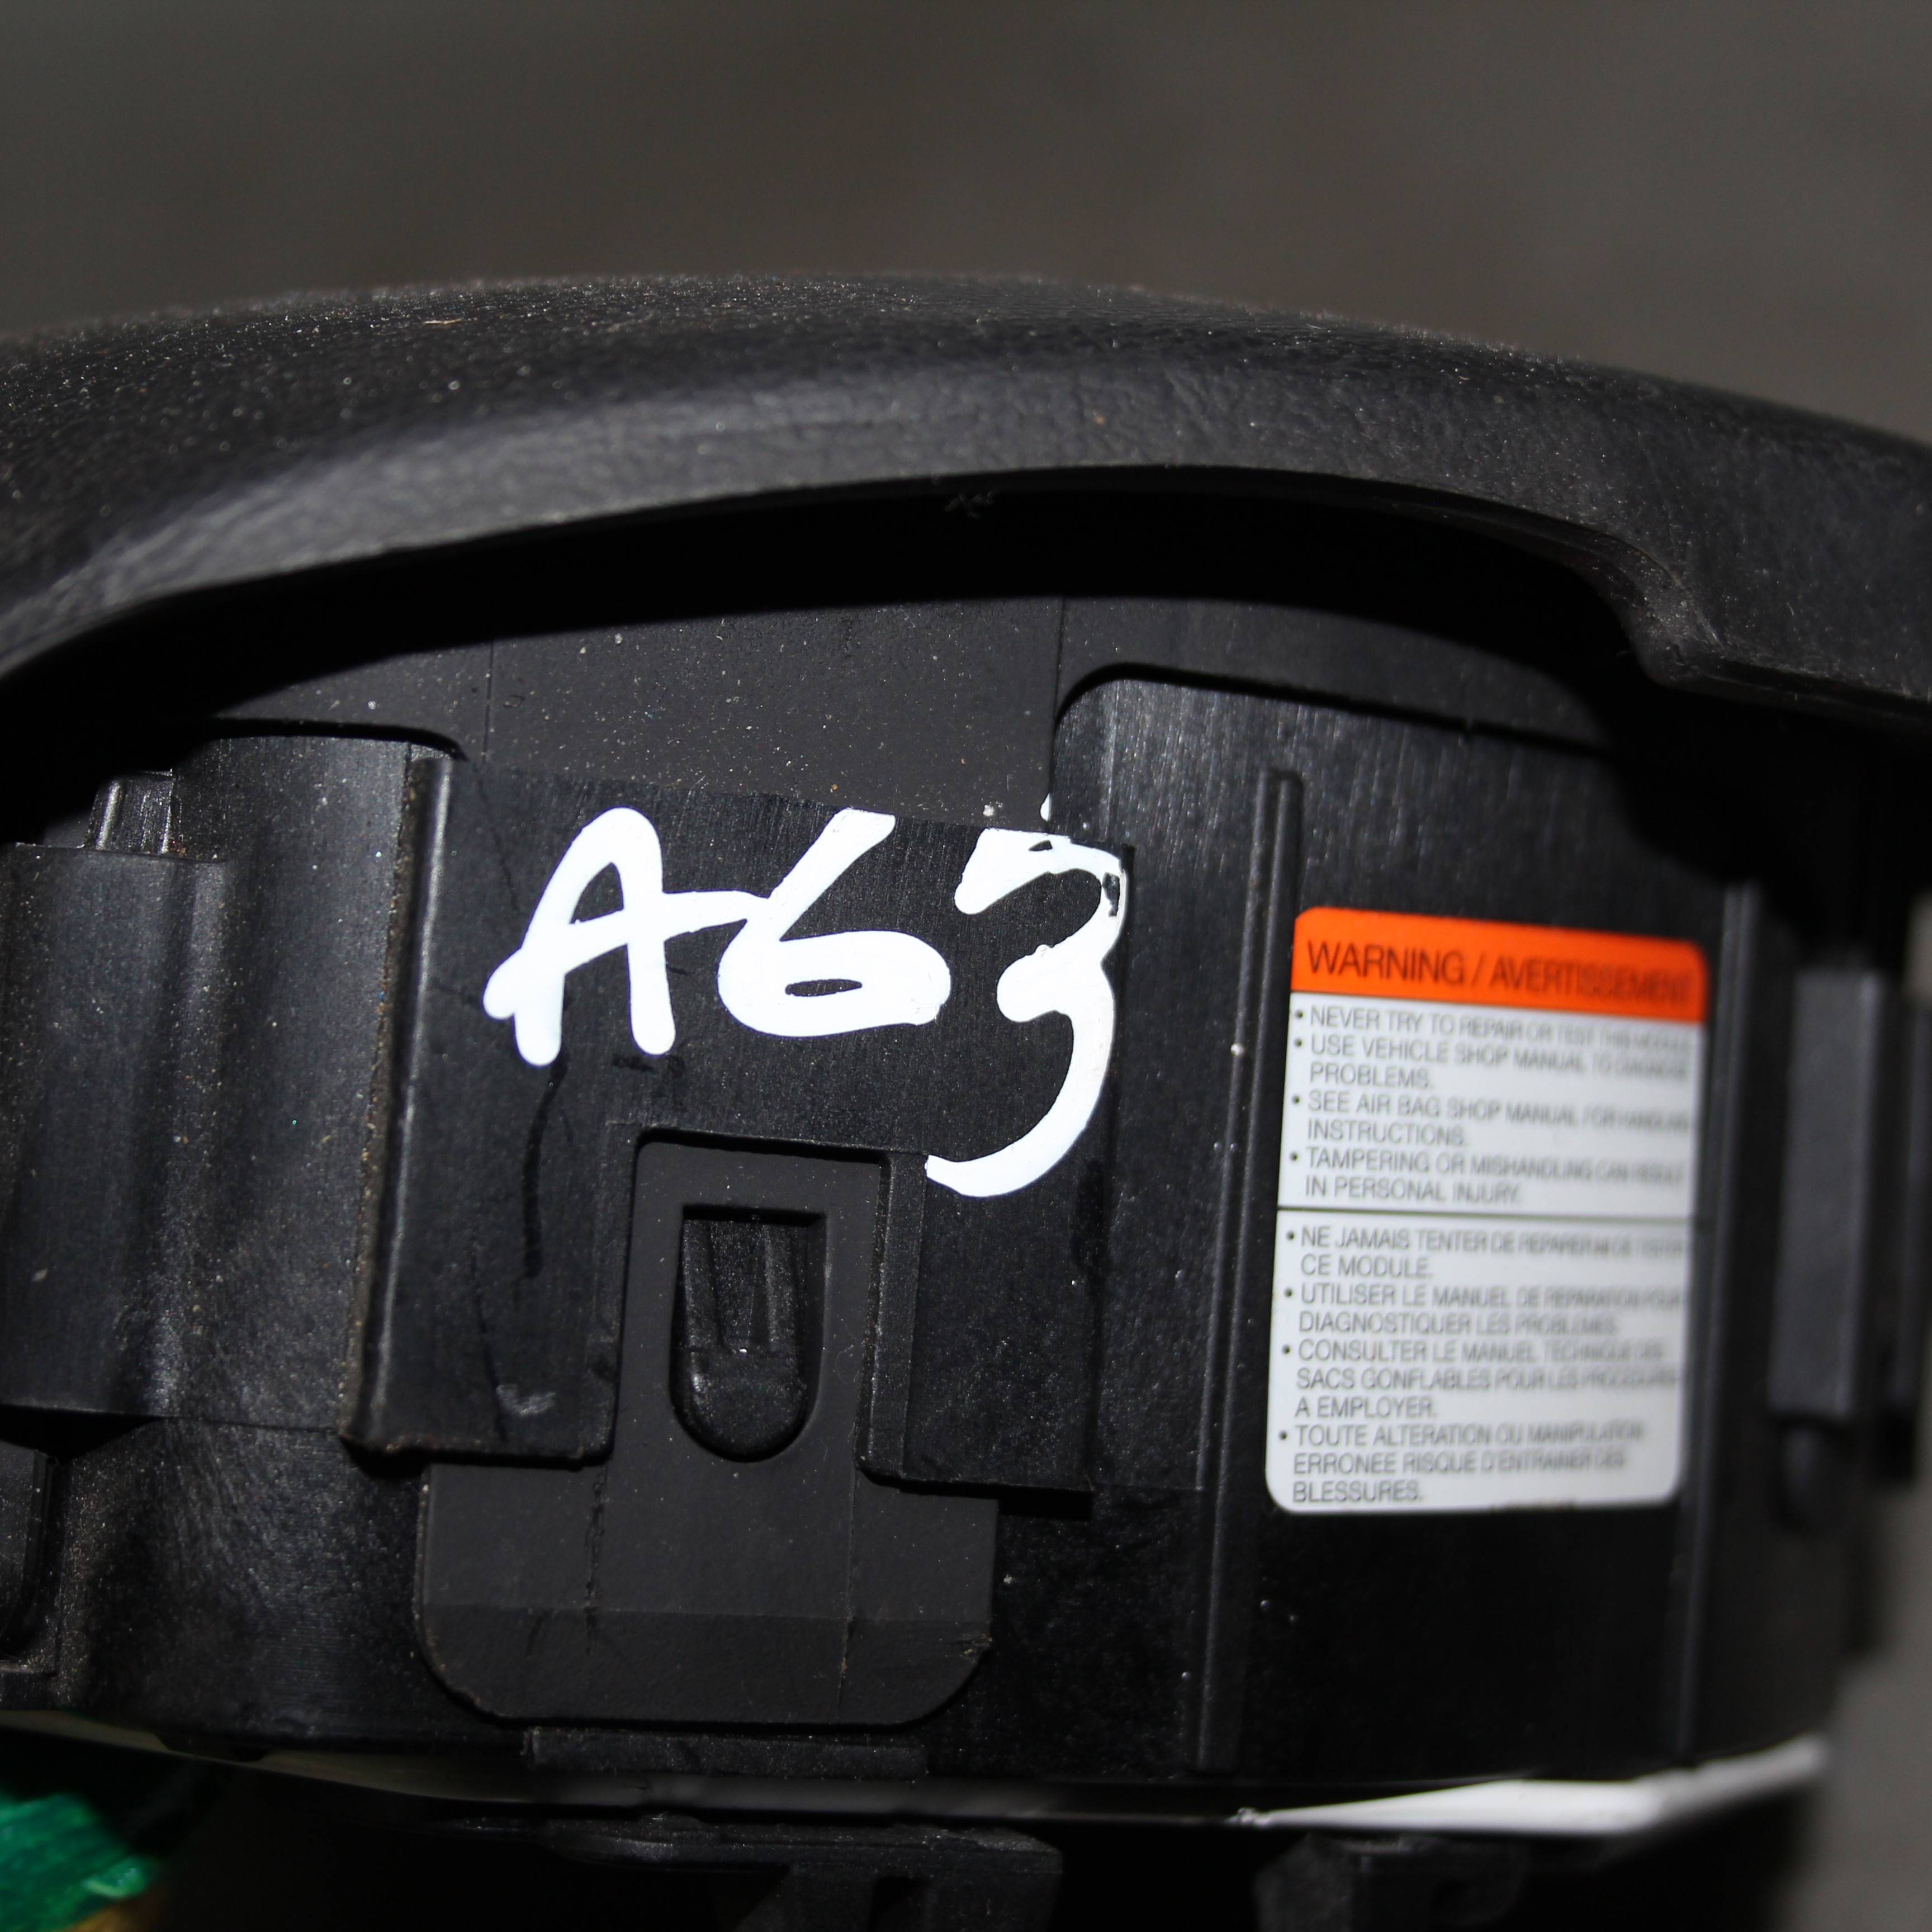 A63
WARNING / AVERTISSEMENT
• NEVER TRY TO REPAIR OR TEST THIS MODULE
• USE VEHICLE SHOP MANUAL TO DIAGNOSE
PROBLEMS.
• SEE AIR BAG SHOP MANUAL FOR HANDLING
INSTRUCTIONS.
• TAMPERING OR MISHANDLING CAN RESULT
IN PERSONAL INJURY.
• NE JAMAIS TENTER DE REPARER OU DE TESTER
CE MODULE.
• UTILISER LE MANUEL DE REPARATION POUR
DIAGNOSTIQUER LES PROBLEMES.
• CONSULTER LE MANUEL TECHNIQUE DES
SACS GONFLABLES POUR LES PROCEDURES
A EMPLOYER.
• TOUTE ALTERATION OU MANIPULATION
ERRONEE RISQUE D'ENTRAINER DES
BLESSURES.